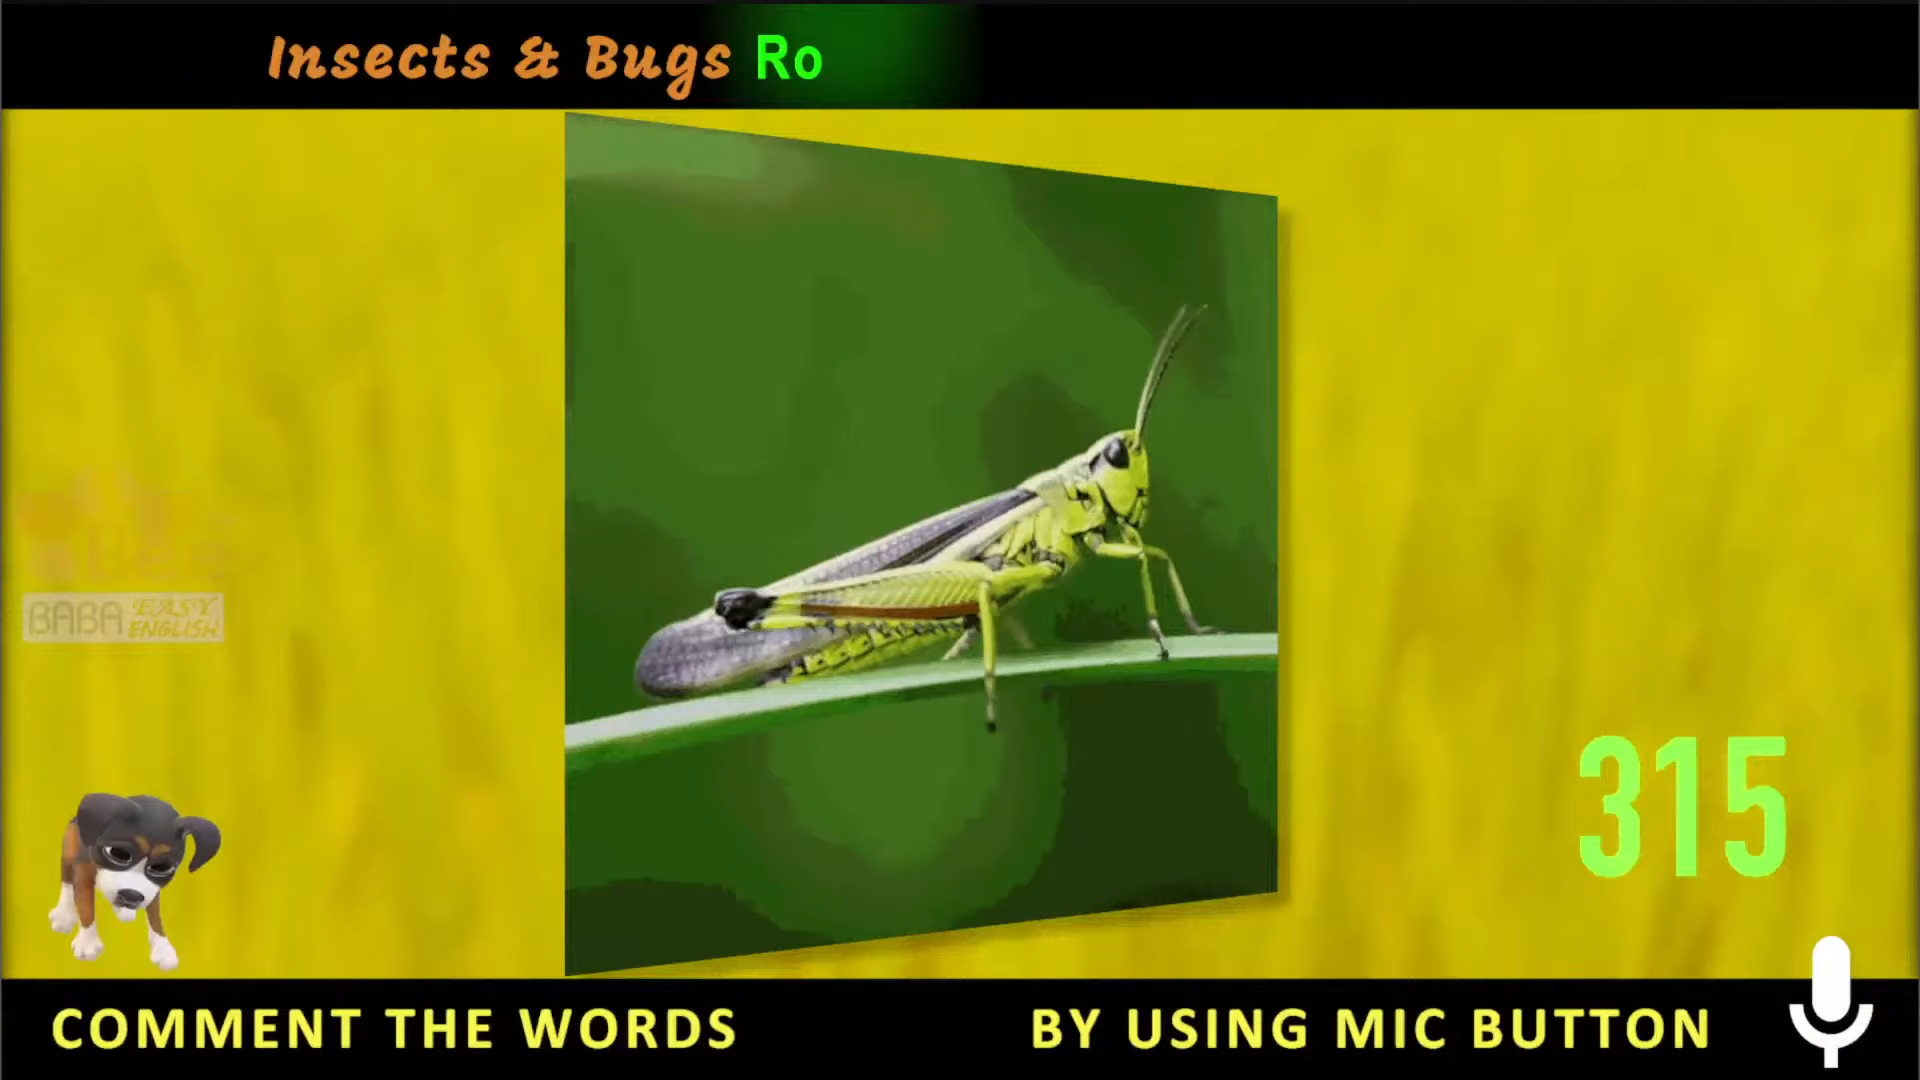 Insects & Bugs Ro
BABA EASY ENGLISH
315
COMMENT THE WORDS
BY USING MIC BUTTON